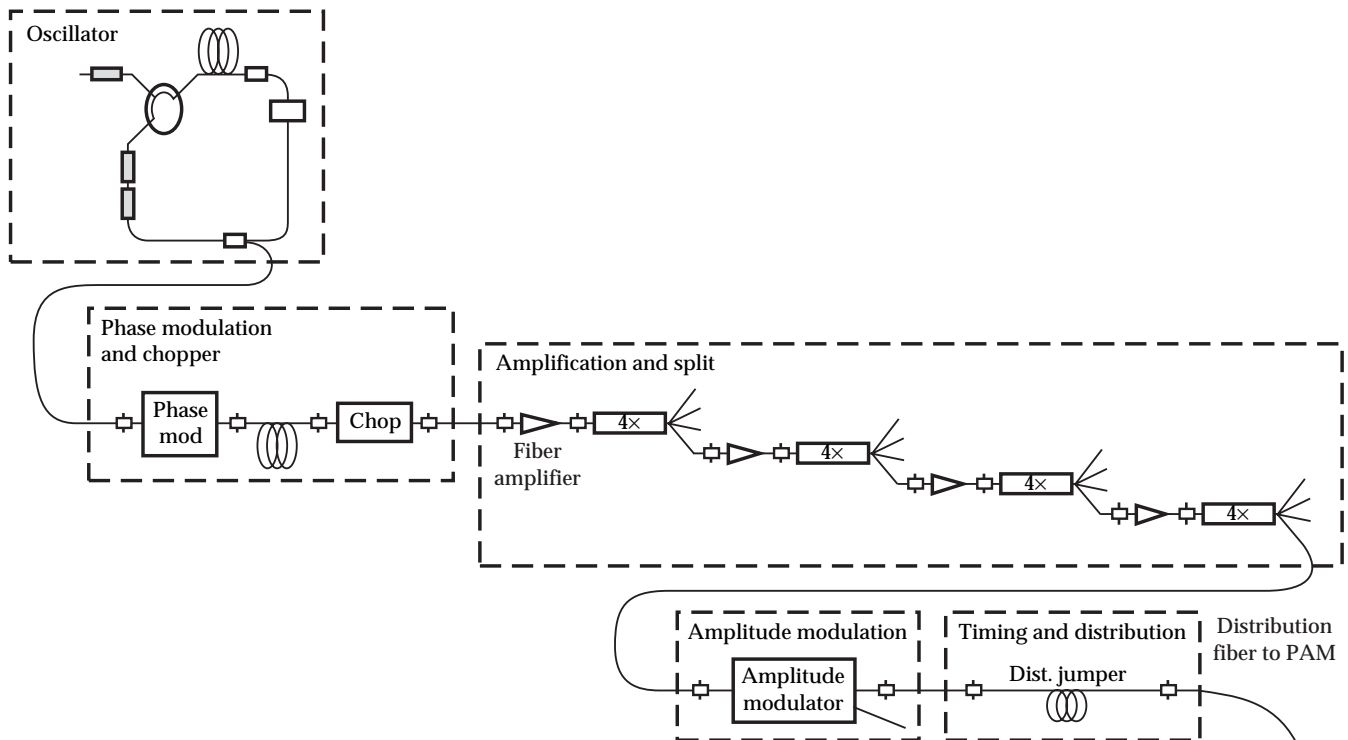 Oscillator
Phase modulation
and chopper
Phase
mod
Chop
Amplification and split
Fiber
amplifier
4×
4×
4×
4×
Amplitude modulation
Amplitude
modulator
Timing and distribution
Dist. jumper
Distribution
fiber to PAM